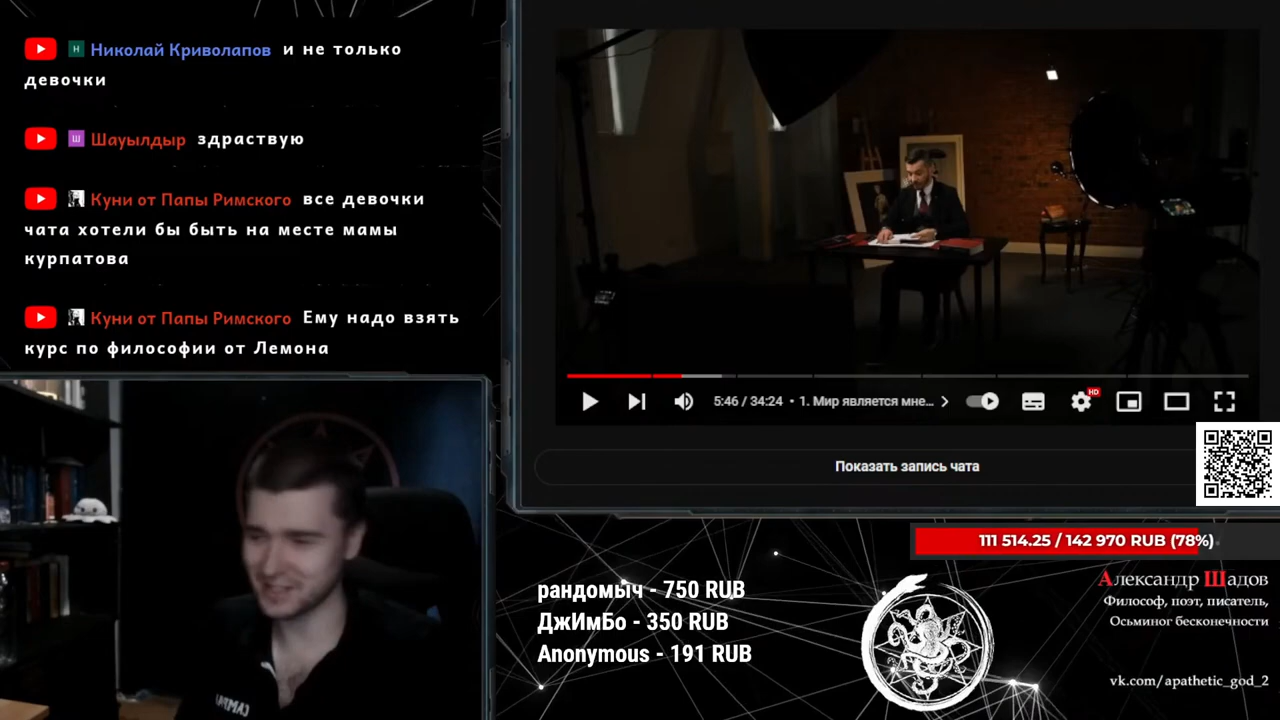 Николай Криволапов и не только
девочки
Шауылдыр здраствую
Куни от Папы Римского все девочки
чата хотели бы быть на месте мамы
курпатова
Куни от Папы Римского Ему надо взять
курс по философии от Лемона
5:46 / 34:24 • 1. Мир является мне...
HD
Показать запись чата
111 514.25 / 142 970 RUB (78%)
рандомыч - 750 RUB
ДжИмБо - 350 RUB
Anonymous - 191 RUB
Александр Шадов
Философ, поэт, писатель,
Осьминог бесконечности
vk.com/apathetic_god_2